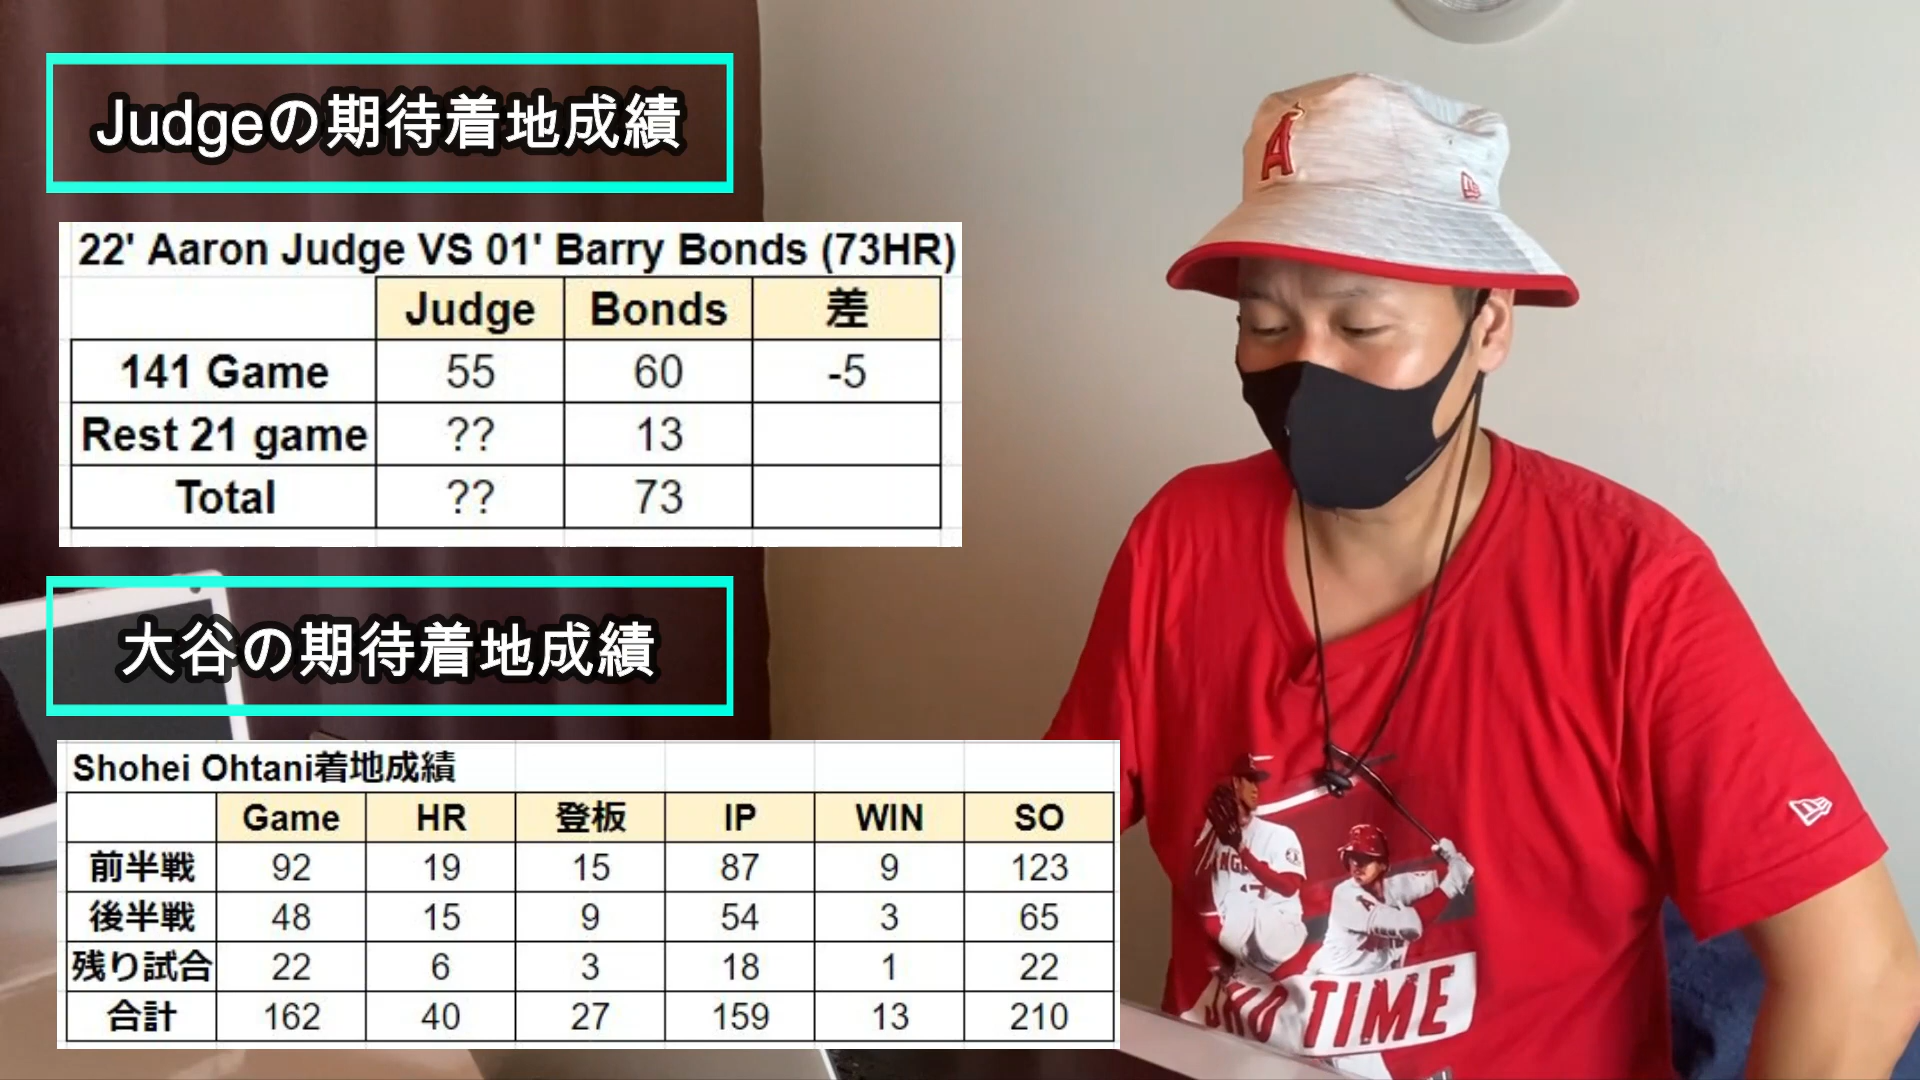 Judgeの期待着地成績
22' Aaron Judge VS 01' Barry Bonds (73HR)
Judge Bonds 差
141 Game 55 60 -5
Rest 21 game ?? 13
Total ?? 73
大谷の期待着地成績
Shohei Ohtani着地成績
Game HR 登板 IP WIN SO
前半戦 92 19 15 87 9 123
後半戦 48 15 9 54 3 65
残り試合 22 6 3 18 1 22
合計 162 40 27 159 13 210
A
TIME